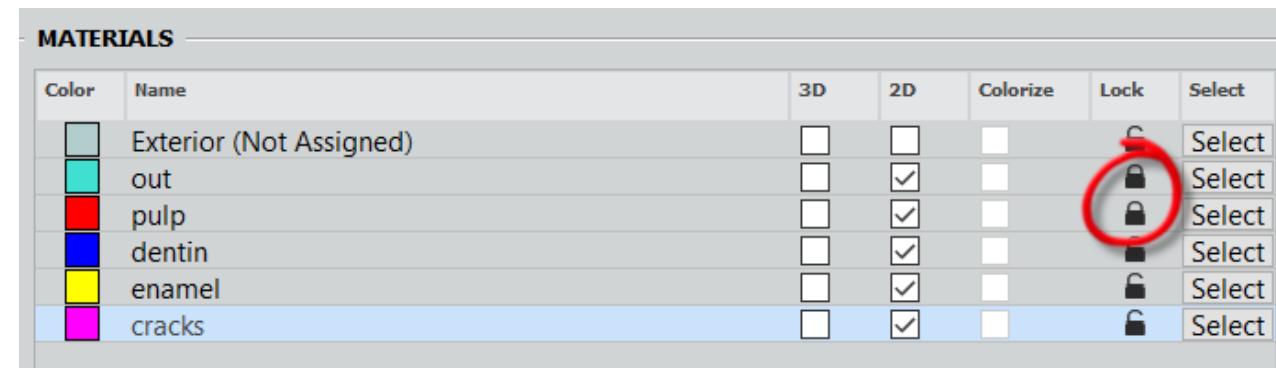 MATERIALS
Color Name 3D 2D Colorize Lock Select
Exterior (Not Assigned) Select
out Select
pulp Select
dentin Select
enamel Select
cracks Select